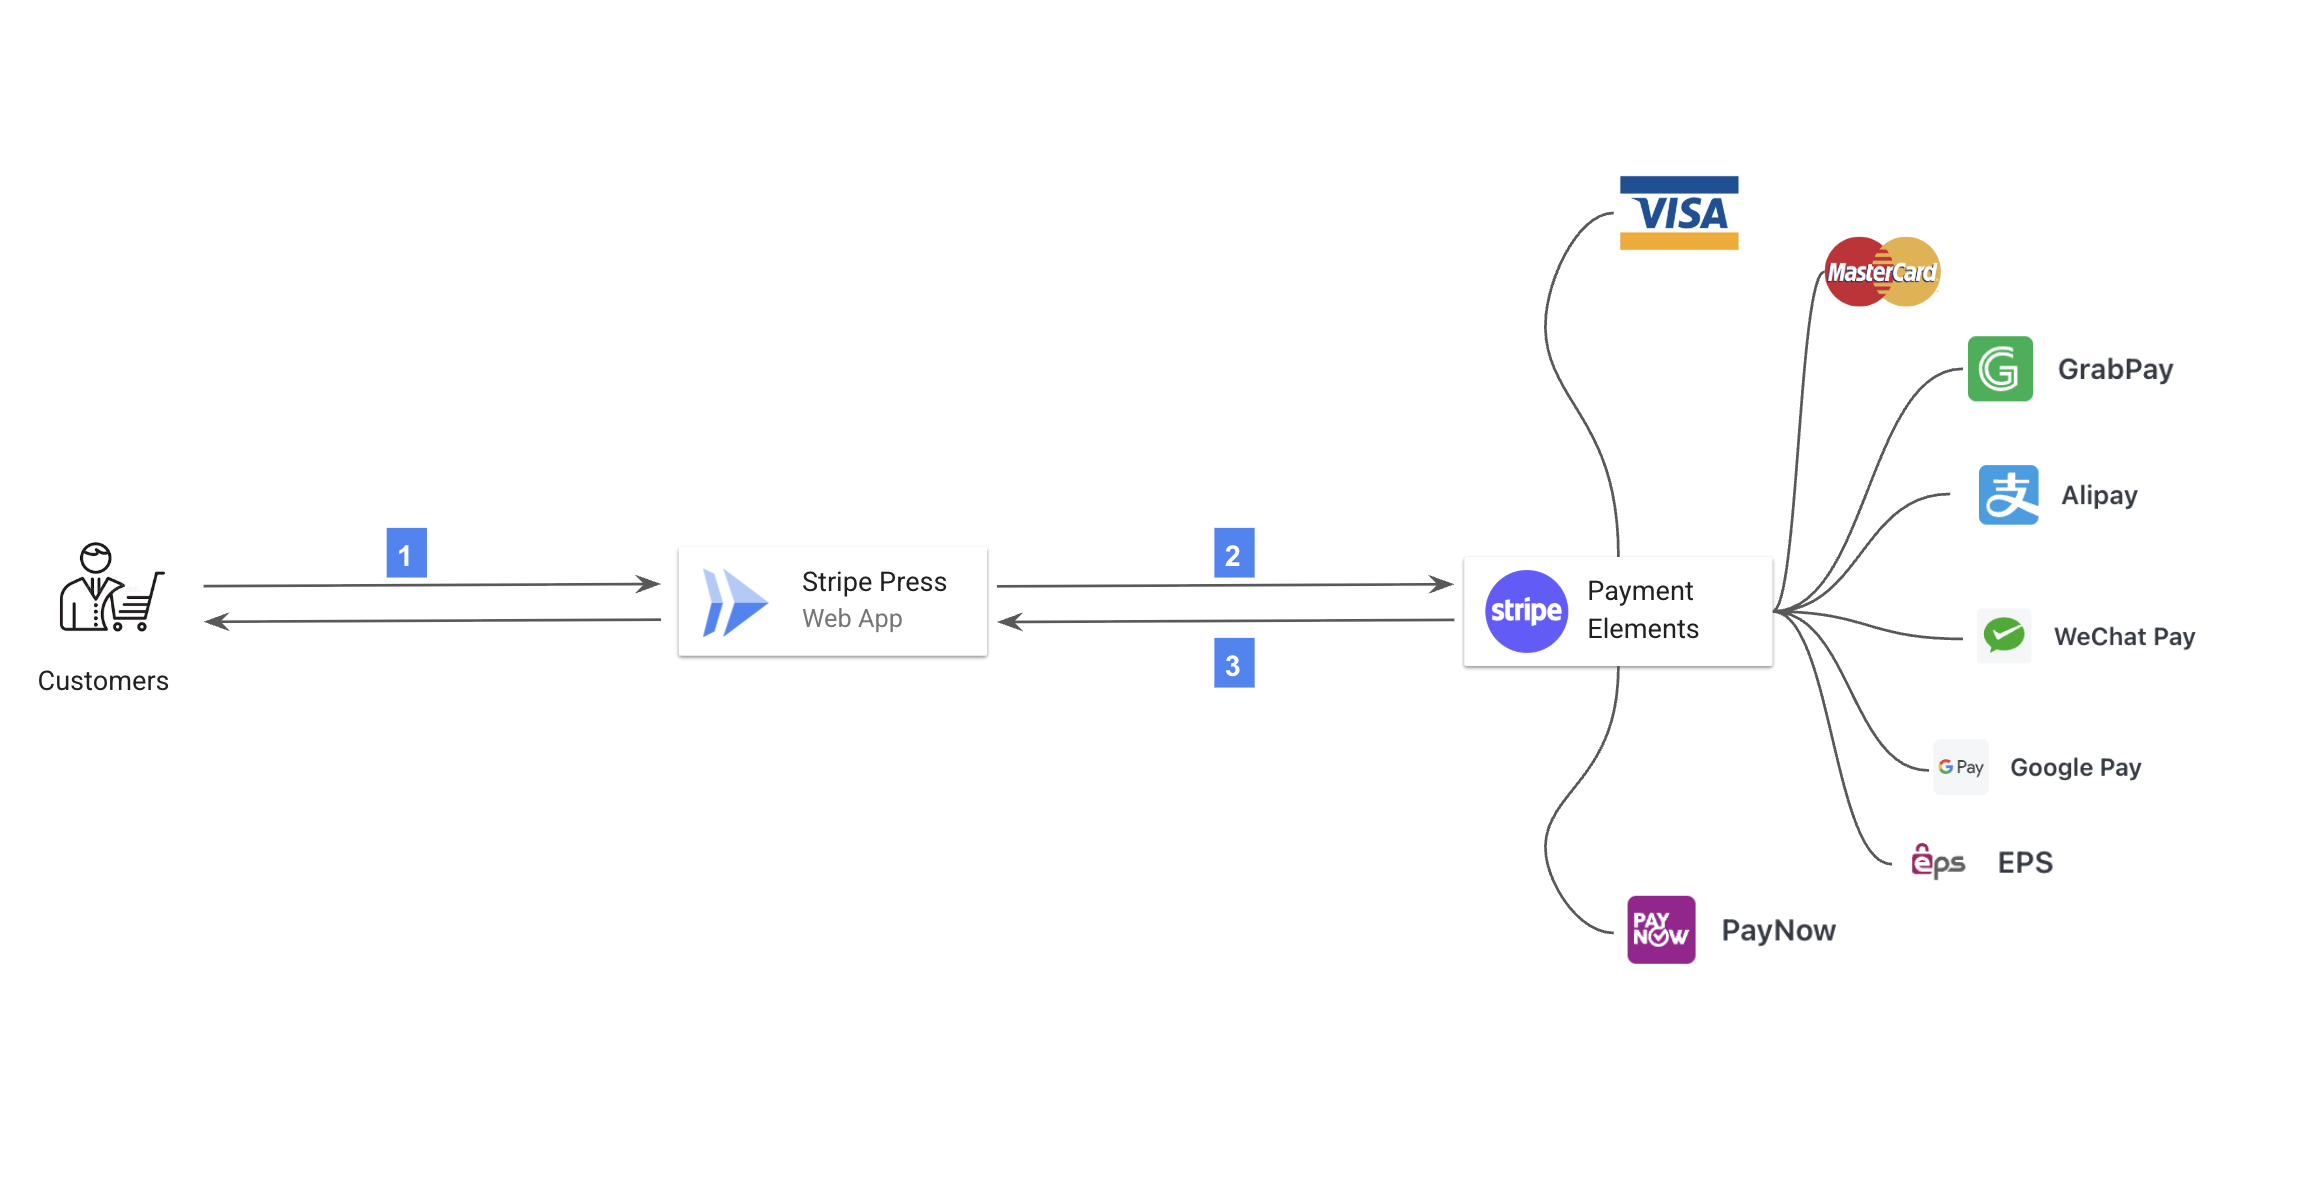 VISA
MasterCard
GrabPay
支
Alipay
1
2
Stripe Press
Web App
stripe
Payment
Elements
WeChat Pay
3
Customers
G Pay
Google Pay
eps
EPS
PAY
NOW
PayNow